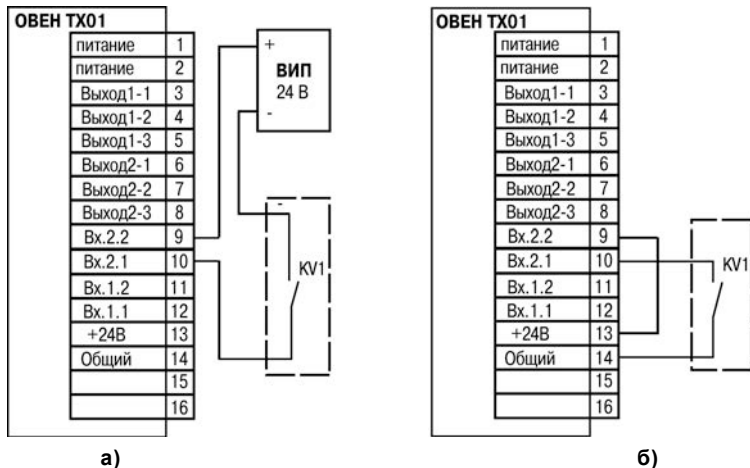 ОВЕН ТХ01
питание 1
питание 2
Выход1-1 3
Выход1-2 4
Выход1-3 5
Выход2-1 6
Выход2-2 7
Выход2-3 8
Вх.2.2 9
Вх.2.1 10
Вх.1.2 11
Вх.1.1 12
+24В 13
Общий 14
15
16
+
ВИП
24 В
-
-
KV1
а)
ОВЕН ТХ01
питание 1
питание 2
Выход1-1 3
Выход1-2 4
Выход1-3 5
Выход2-1 6
Выход2-2 7
Выход2-3 8
Вх.2.2 9
Вх.2.1 10
Вх.1.2 11
Вх.1.1 12
+24В 13
Общий 14
15
16
KV1
б)